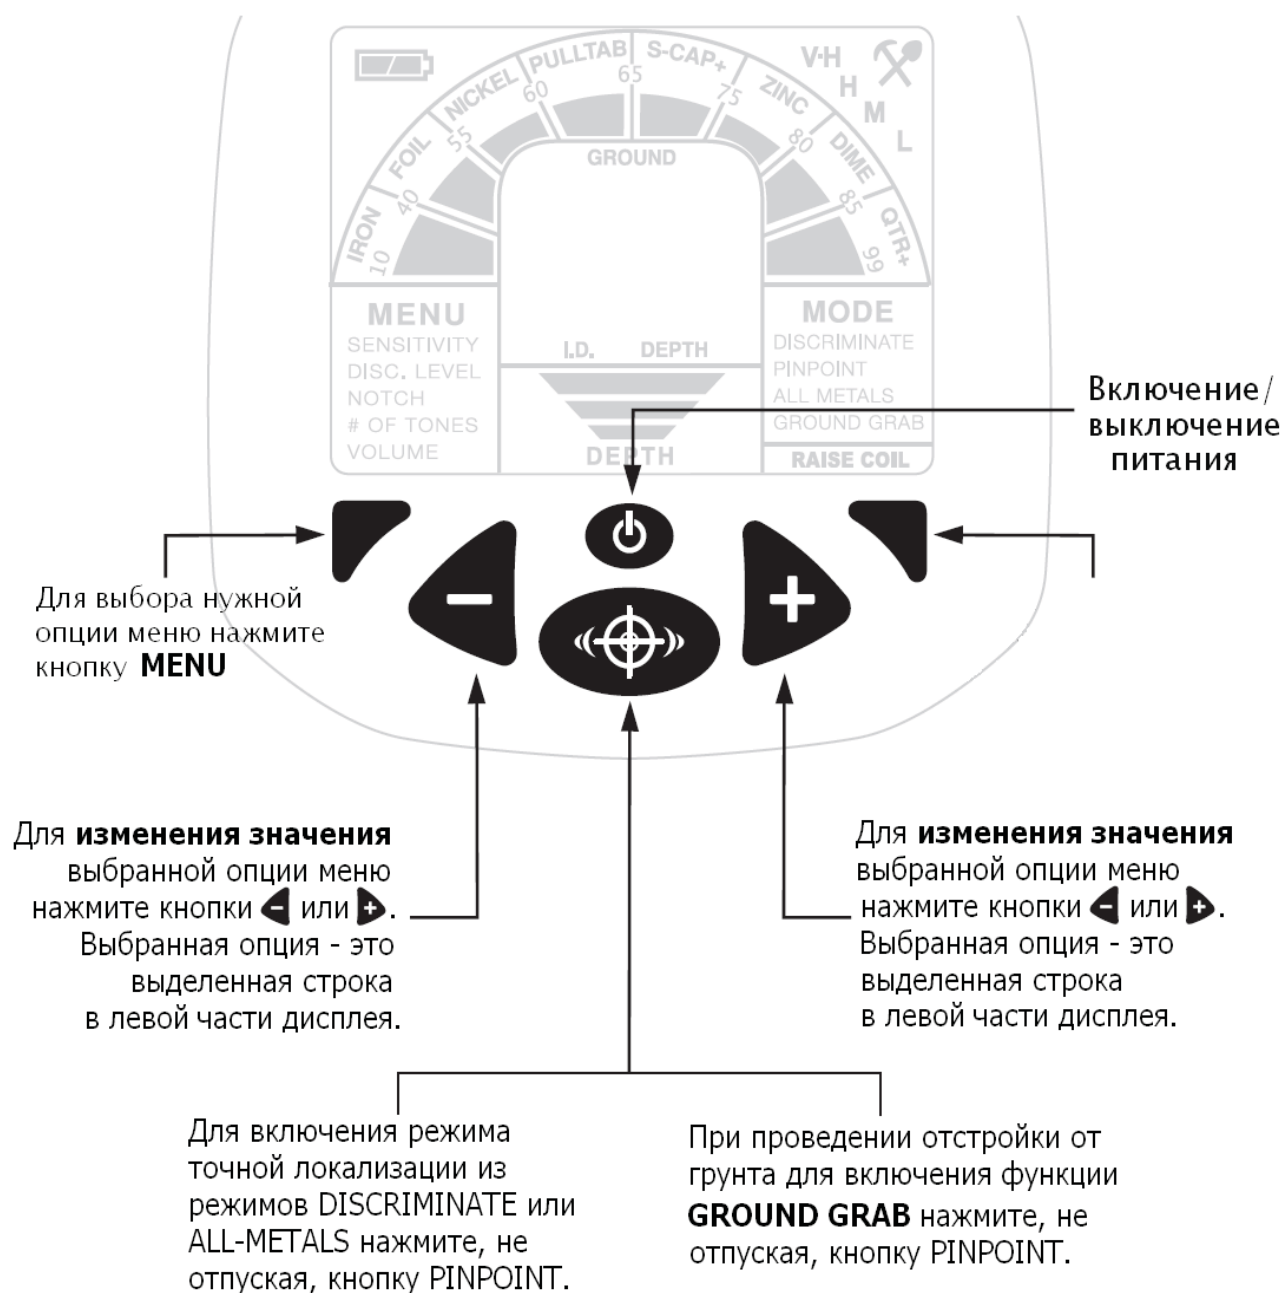 IRON
FOIL
NICKEL
PULLTAB
S-CAP+
ZINC
DIME
QTR+
V·H
H
M
L
10
40
55
60
65
75
80
85
99
GROUND
MENU
SENSITIVITY
DISC. LEVEL
NOTCH
# OF TONES
VOLUME
I.D. DEPTH
DEPTH
MODE
DISCRIMINATE
PINPOINT
ALL METALS
GROUND GRAB
RAISE COIL
Включение/
выключение
питания
Для выбора нужной
опции меню нажмите
кнопку MENU
Для изменения значения
выбранной опции меню
нажмите кнопки - или +.
Выбранная опция - это
выделенная строка
в левой части дисплея.
Для изменения значения
выбранной опции меню
нажмите кнопки - или +.
Выбранная опция - это
выделенная строка
в левой части дисплея.
Для включения режима
точной локализации из
режимов DISCRIMINATE или
ALL-METALS нажмите, не
отпуская, кнопку PINPOINT.
При проведении отстройки от
грунта для включения функции
GROUND GRAB нажмите, не
отпуская, кнопку PINPOINT.